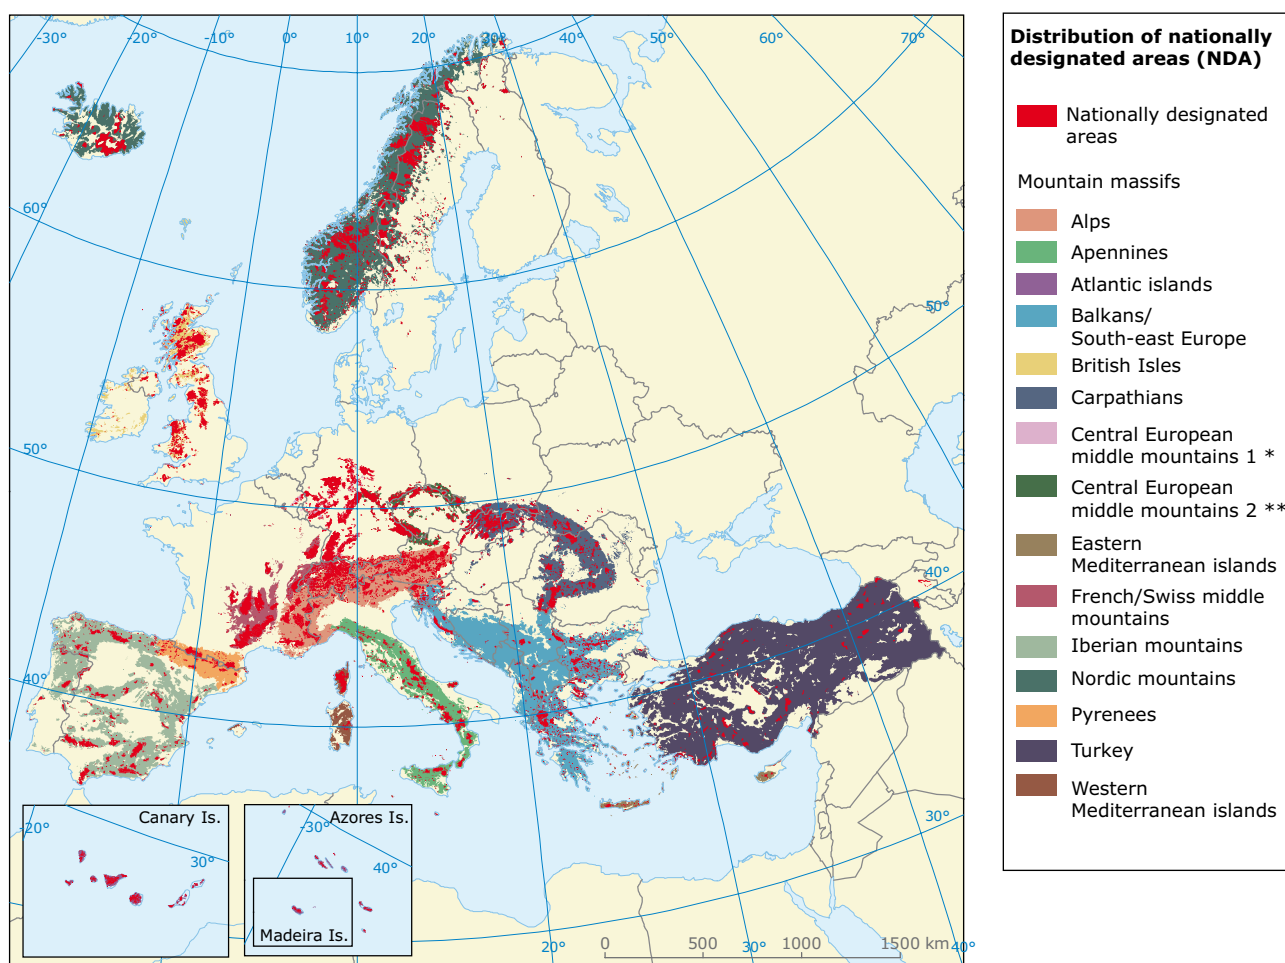 -30°
-20°
-10°
0°
10°
20°
30°
40°
50°
60°
70°
60°
50°
50°
40°
40°
30°
Canary Is.
-20°
30°
Azores Is.
-30°
40°
Madeira Is.
20°
30°
40°
0
500
1000
1500 km
Distribution of nationally
designated areas (NDA)
Nationally designated
areas
Mountain massifs
Alps
Apennines
Atlantic islands
Balkans/
South-east Europe
British Isles
Carpathians
Central European
middle mountains 1 *
Central European
middle mountains 2 **
Eastern
Mediterranean islands
French/Swiss middle
mountains
Iberian mountains
Nordic mountains
Pyrenees
Turkey
Western
Mediterranean islands